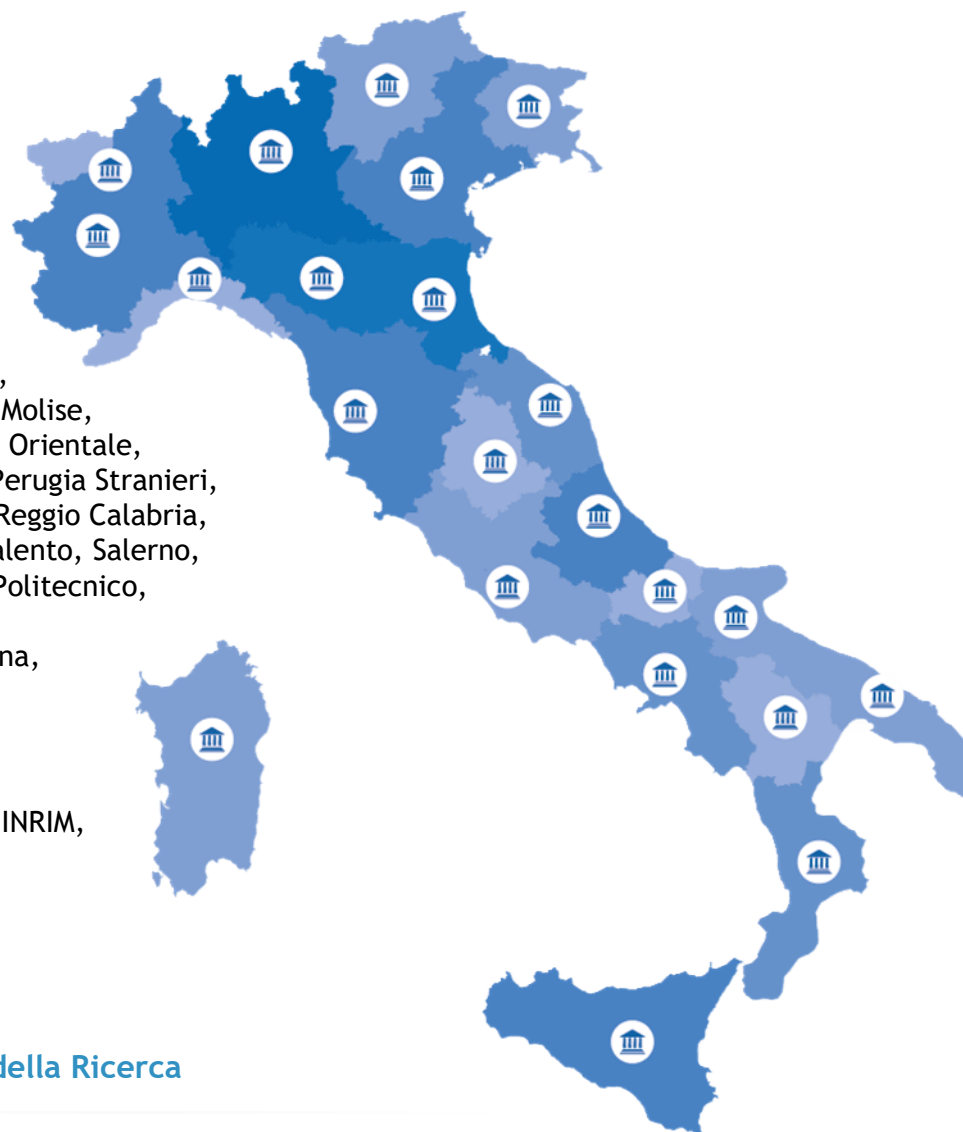 ,
Molise,
Orientale,
Perugia Stranieri,
Reggio Calabria,
alento, Salerno,
Politecnico,
na,
INRIM,
della Ricerca